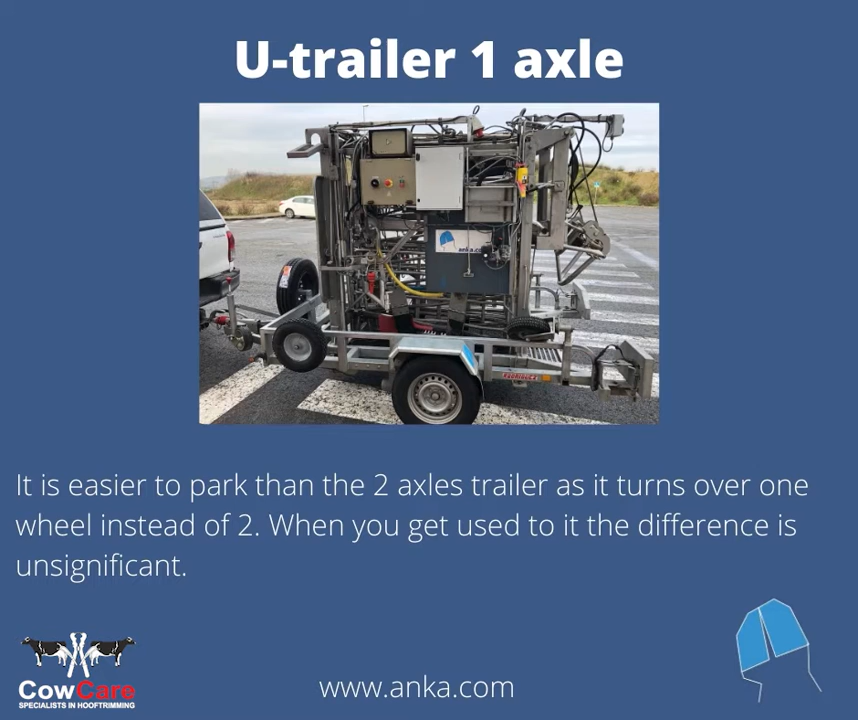 U-trailer 1 axle
anka.co
It is easier to park than the 2 axles trailer as it turns over one
wheel instead of 2. When you get used to it the difference is
unsignificant.
CowCare
SPECIALISTS IN HOOFTRIMMING
www.anka.com